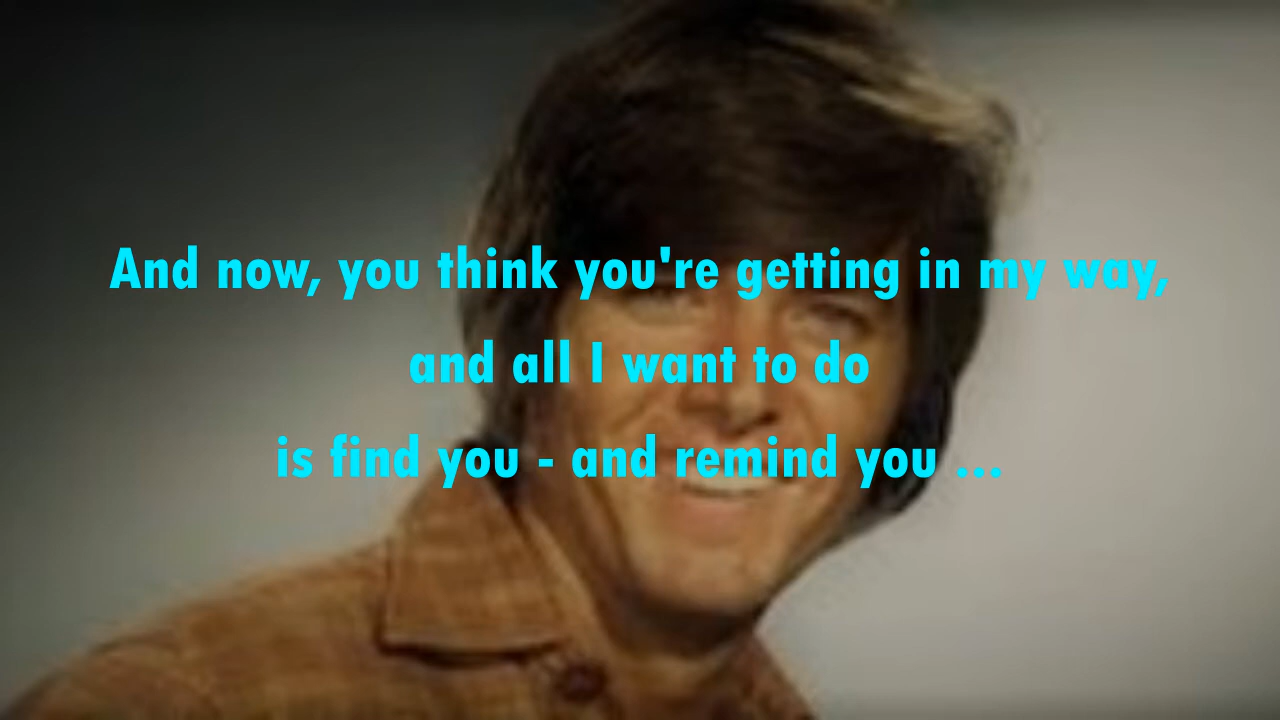 And now, you think you're getting in my way,
and all I want to do
is find you - and remind you ...